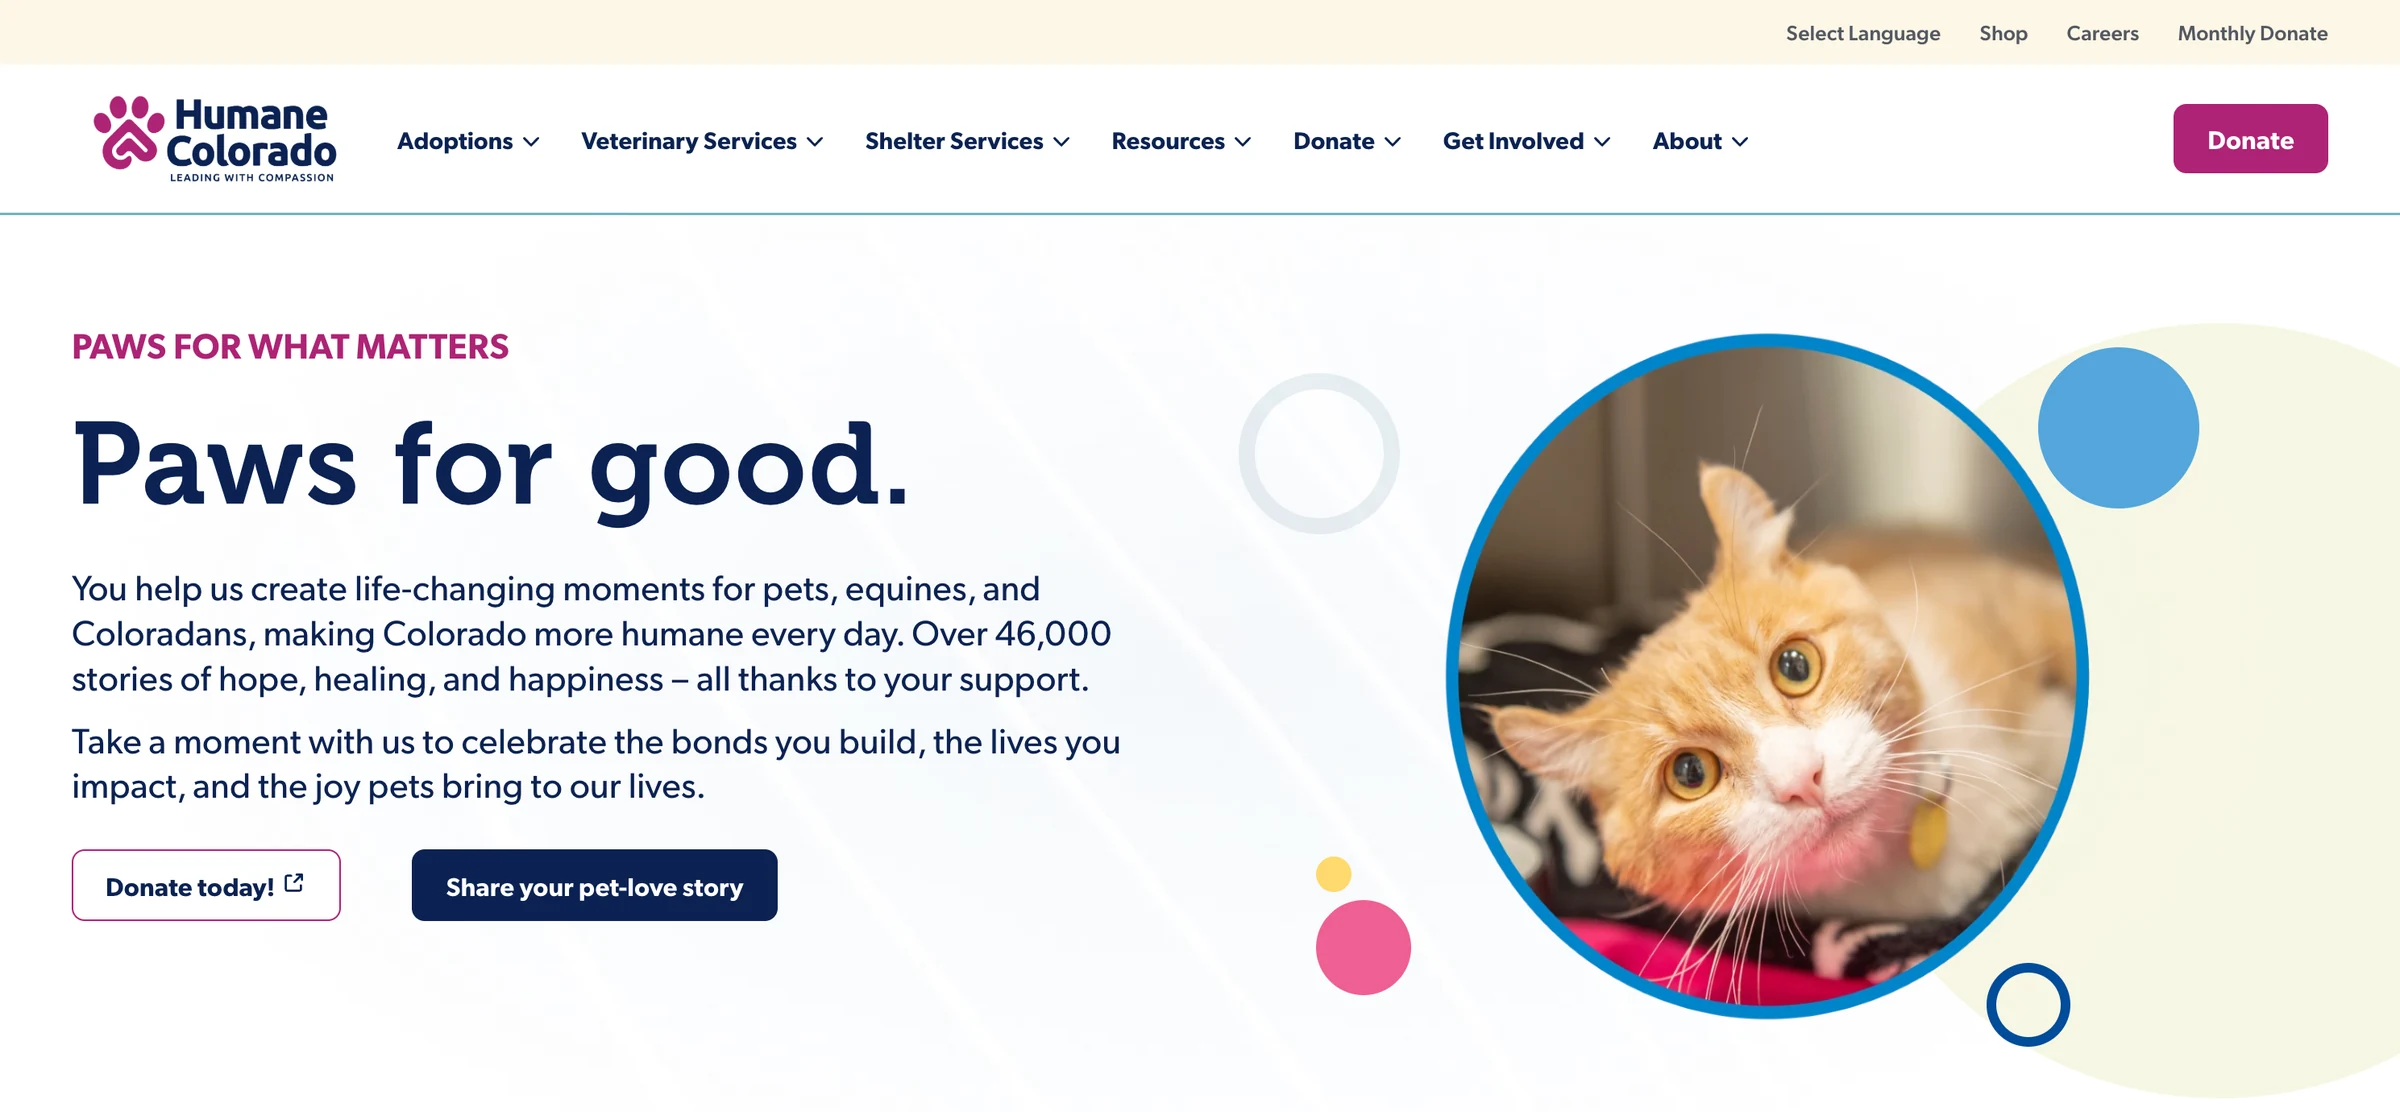 Select Language Shop Careers Monthly Donate
Humane
Colorado
LEADING WITH COMPASSION
Adoptions Veterinary Services Shelter Services Resources Donate Get Involved About
Donate
PAWS FOR WHAT MATTERS
Paws for good.
You help us create life-changing moments for pets, equines, and
Coloradans, making Colorado more humane every day. Over 46,000
stories of hope, healing, and happiness – all thanks to your support.
Take a moment with us to celebrate the bonds you build, the lives you
impact, and the joy pets bring to our lives.
Donate today! Share your pet-love story